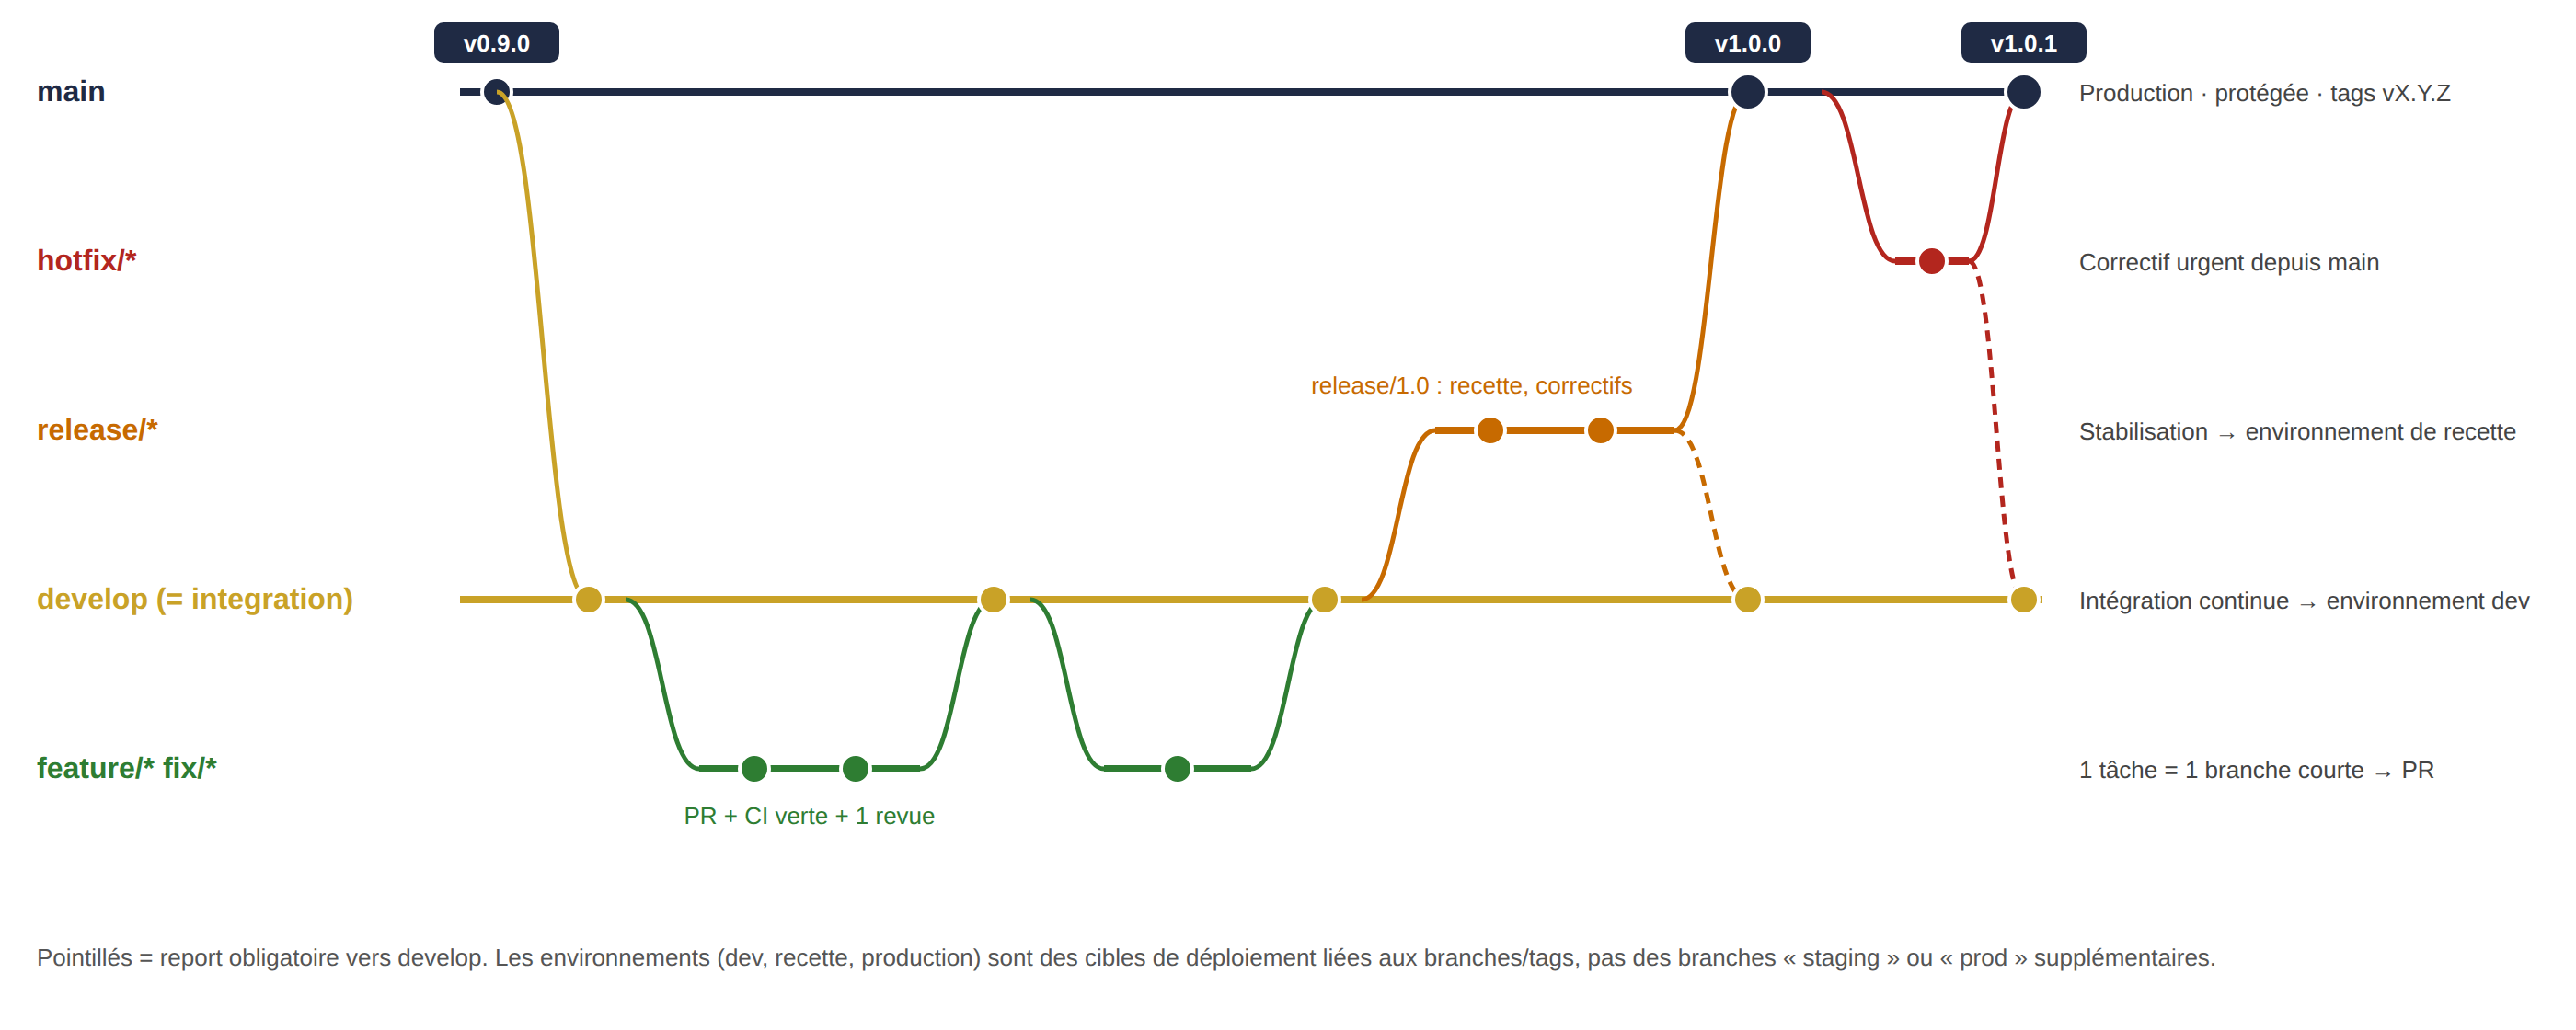 v0.9.0
v1.0.0
v1.0.1
main
Production · protégée · tags vX.Y.Z
hotfix/*
Correctif urgent depuis main
release/1.0 : recette, correctifs
release/*
Stabilisation → environnement de recette
develop (= integration)
Intégration continue → environnement dev
feature/* fix/*
1 tâche = 1 branche courte → PR
PR + CI verte + 1 revue
Pointillés = report obligatoire vers develop. Les environnements (dev, recette, production) sont des cibles de déploiement liées aux branches/tags, pas des branches « staging » ou « prod » supplémentaires.